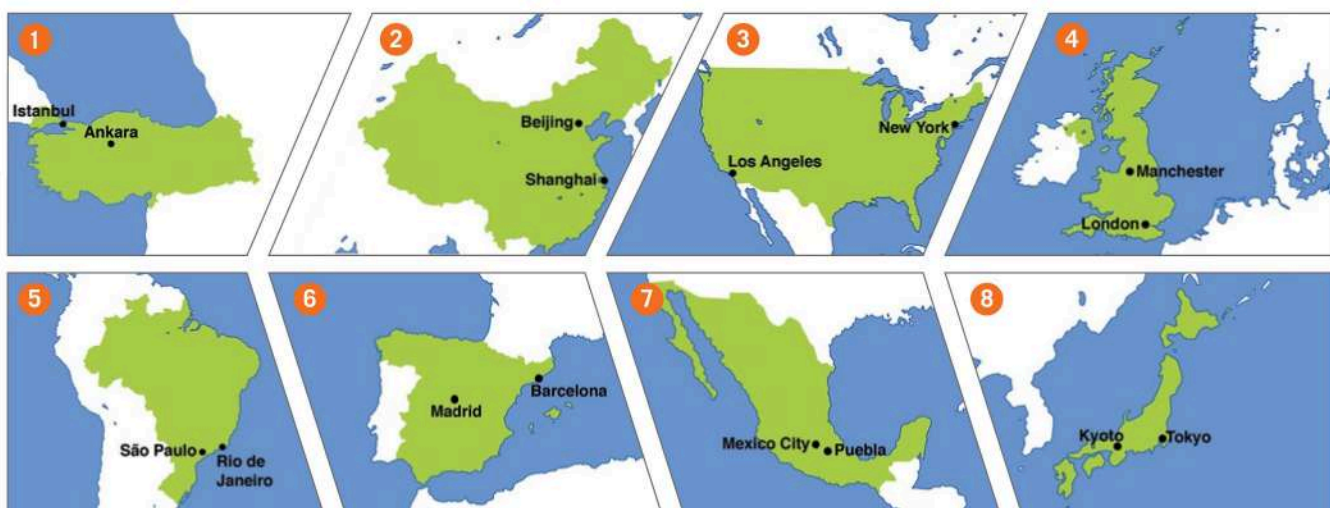 1
Istanbul
Ankara
2
Beijing
Shanghai
3
New York
Los Angeles
4
Manchester
London
5
São Paulo
Rio de
Janeiro
6
Barcelona
Madrid
7
Mexico City
Puebla
8
Kyoto
Tokyo